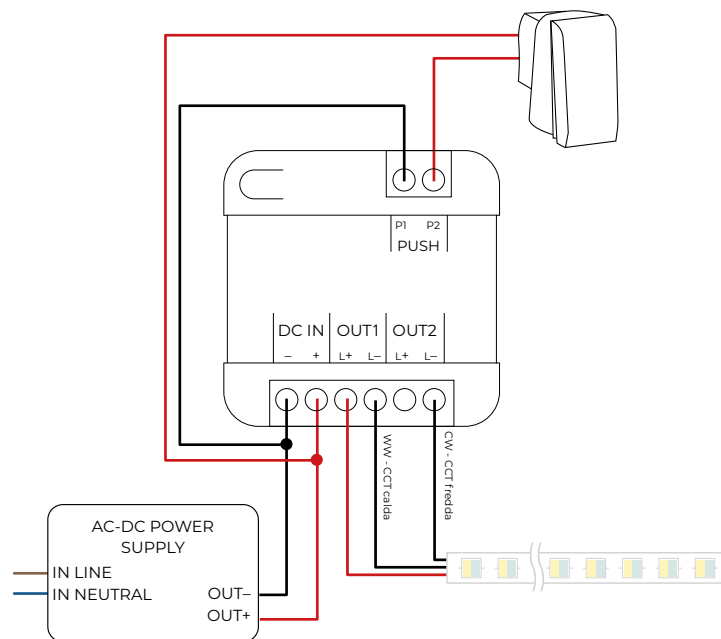 P1 P2
PUSH
DC IN OUT1 OUT2
– + L+ L– L+ L–
WW - CCT calda
CW - CCT fredda
AC-DC POWER
SUPPLY
IN LINE
IN NEUTRAL
OUT–
OUT+